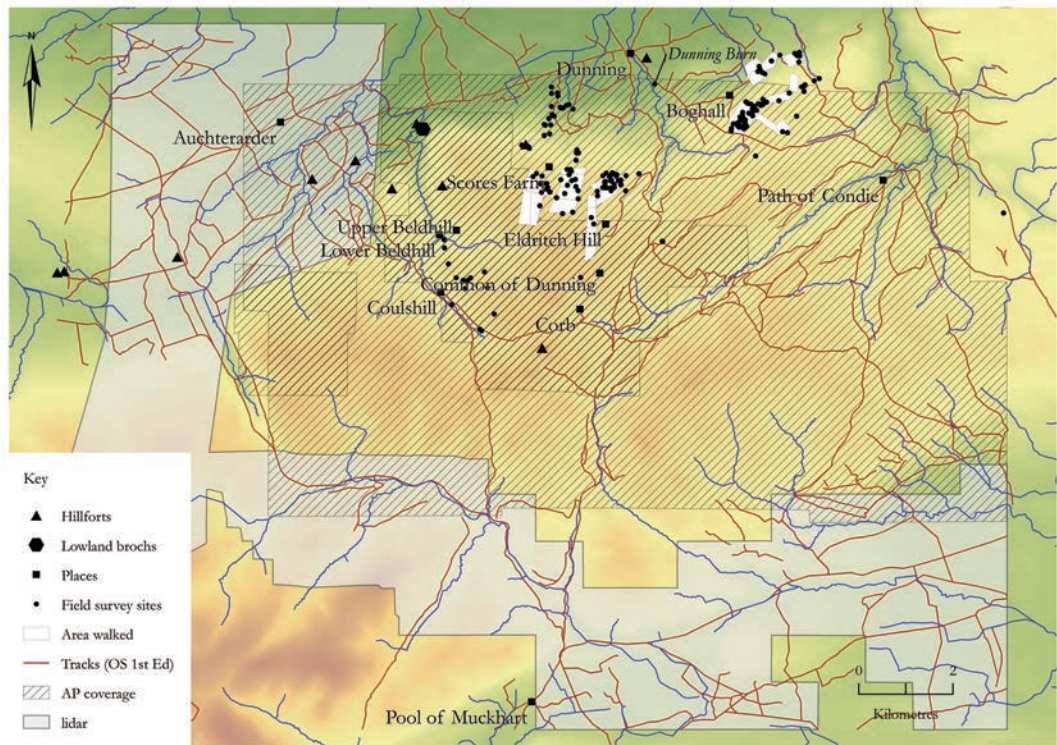 N
Dunning Burn
Dunning
Boghall
Auchterarder
Scores Farm
Path of Condie
Upper Beldhill
Lower Beldhill
Eldritch Hill
Common of Dunning
Coulshill
Corb
Key
Hillforts
Lowland brochs
Places
Field survey sites
Area walked
Tracks (OS 1st Ed)
AP coverage
lidar
0 2
Kilometres
Pool of Muckhart